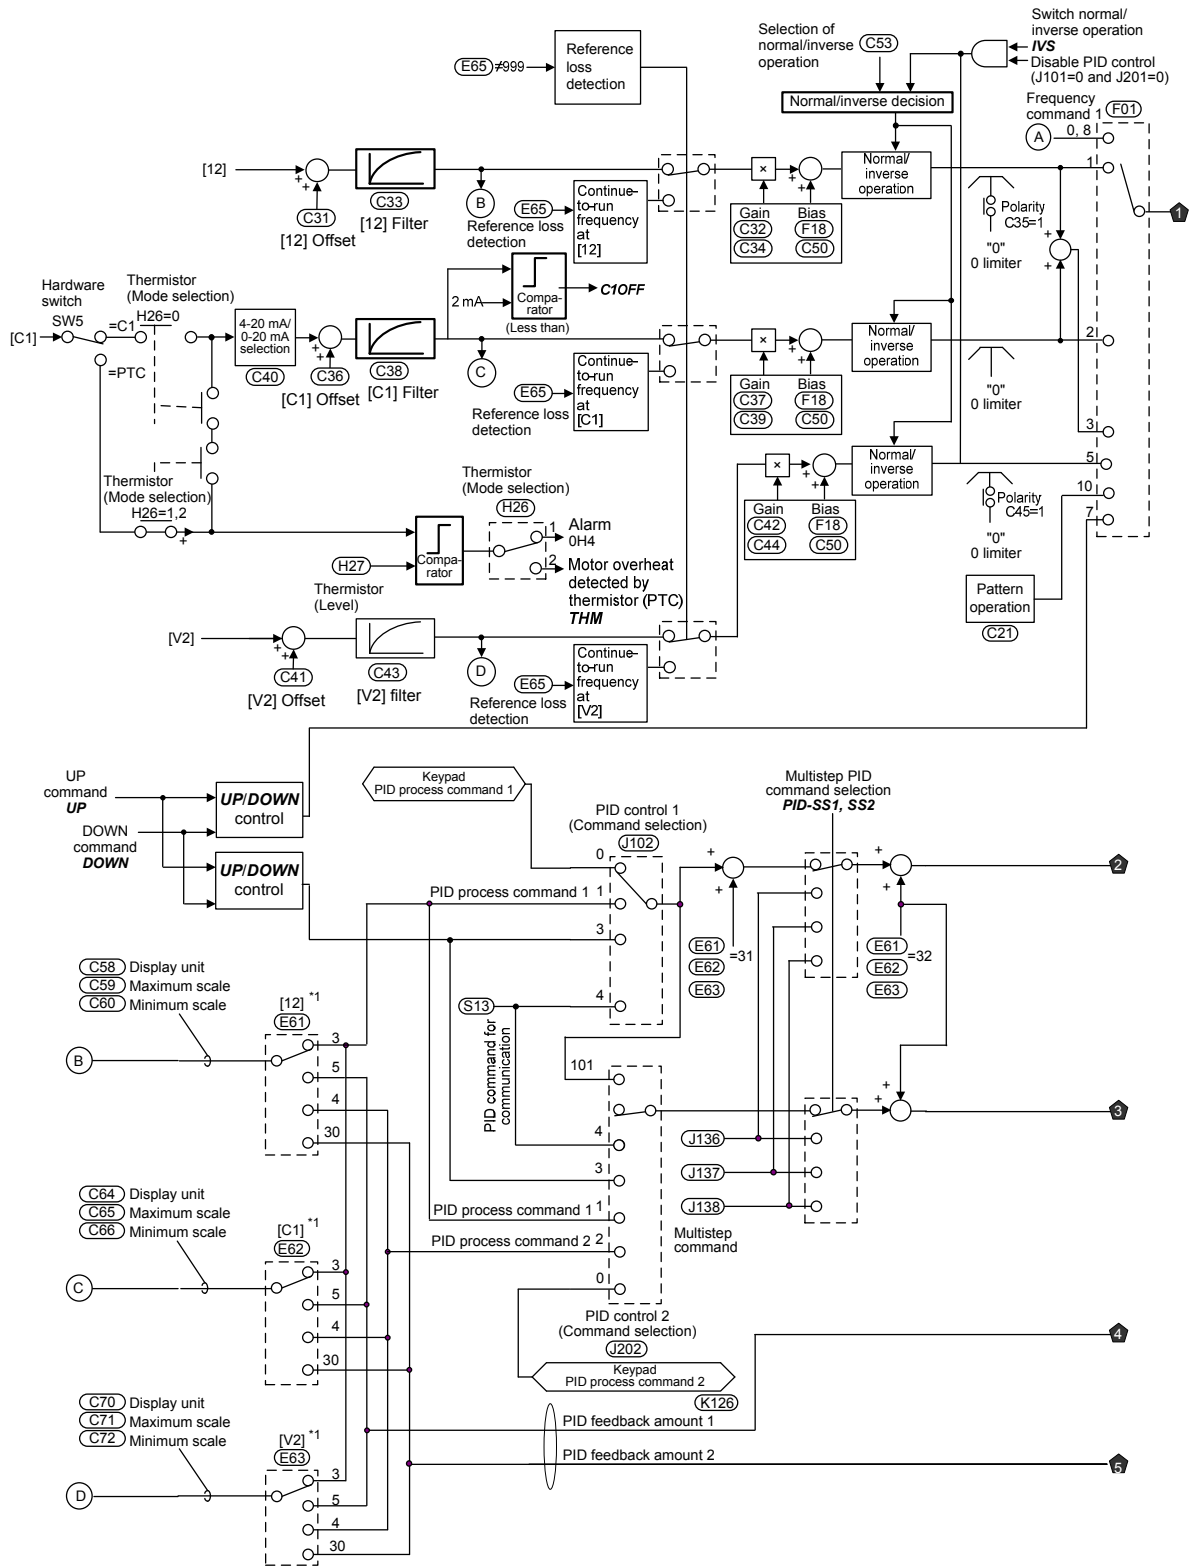 Switch normal/
inverse operation
IVS
Disable PID control
(J101=0 and J201=0)
Selection of
normal/inverse
operation
C53
Reference
loss
detection
E65 ≠999
Normal/inverse decision
Frequency
command 1
F01
A
0, 8
[12]
+
+
C31
[12] Offset
C33
[12] Filter
B
Reference loss
detection
E65
Continue-
to-run
frequency
at
[12]
×
+
+
Gain
C32
C34
Bias
F18
C50
Normal/
inverse
operation
Polarity
C35=1
"0"
0 limiter
1
+
+
1
Hardware
switch
SW5
[C1]
=C1
=PTC
Thermistor
(Mode selection)
H26=0
4-20 mA/
0-20 mA
selection
C40
+
+
C36
[C1] Offset
C38
[C1] Filter
2 mA
Compa-
rator
(Less than)
C1OFF
C
Reference loss
detection
E65
Continue-
to-run
frequency
at
[C1]
×
+
+
Gain
C37
C39
Bias
F18
C50
Normal/
inverse
operation
"0"
0 limiter
2
3
5
10
7
Thermistor
(Mode selection)
H26=1,2
+
H27
Thermistor
(Level)
Compa-
rator
Thermistor
(Mode selection)
H26
1
Alarm
0H4
2
Motor overheat
detected by
thermistor (PTC)
THM
×
+
+
Gain
C42
C44
Bias
F18
C50
Normal/
inverse
operation
Polarity
C45=1
"0"
0 limiter
Pattern
operation
C21
[V2]
+
+
C41
[V2] Offset
C43
[V2] filter
D
Reference loss
detection
E65
Continue-
to-run
frequency
at
[V2]
UP
command
UP
DOWN
command
DOWN
UP/DOWN
control
UP/DOWN
control
Keypad
PID process command 1
PID control 1
(Command selection)
J102
0
PID process command 1 1
3
4
S13
PID command for
communication
+
+
E61
E62
E63
=31
Multistep PID
command selection
PID-SS1, SS2
+
+
E61
E62
E63
=32
2
C58 Display unit
C59 Maximum scale
C60 Minimum scale
B
[12] *1
E61
3
5
4
30
101
4
3
PID process command 1 1
PID process command 2 2
0
PID control 2
(Command selection)
J202
Keypad
PID process command 2
K126
J136
J137
J138
Multistep
command
+
+
3
C64 Display unit
C65 Maximum scale
C66 Minimum scale
C
[C1] *1
E62
3
5
4
30
4
C70 Display unit
C71 Maximum scale
C72 Minimum scale
D
[V2] *1
E63
3
5
4
30
PID feedback amount 1
PID feedback amount 2
5